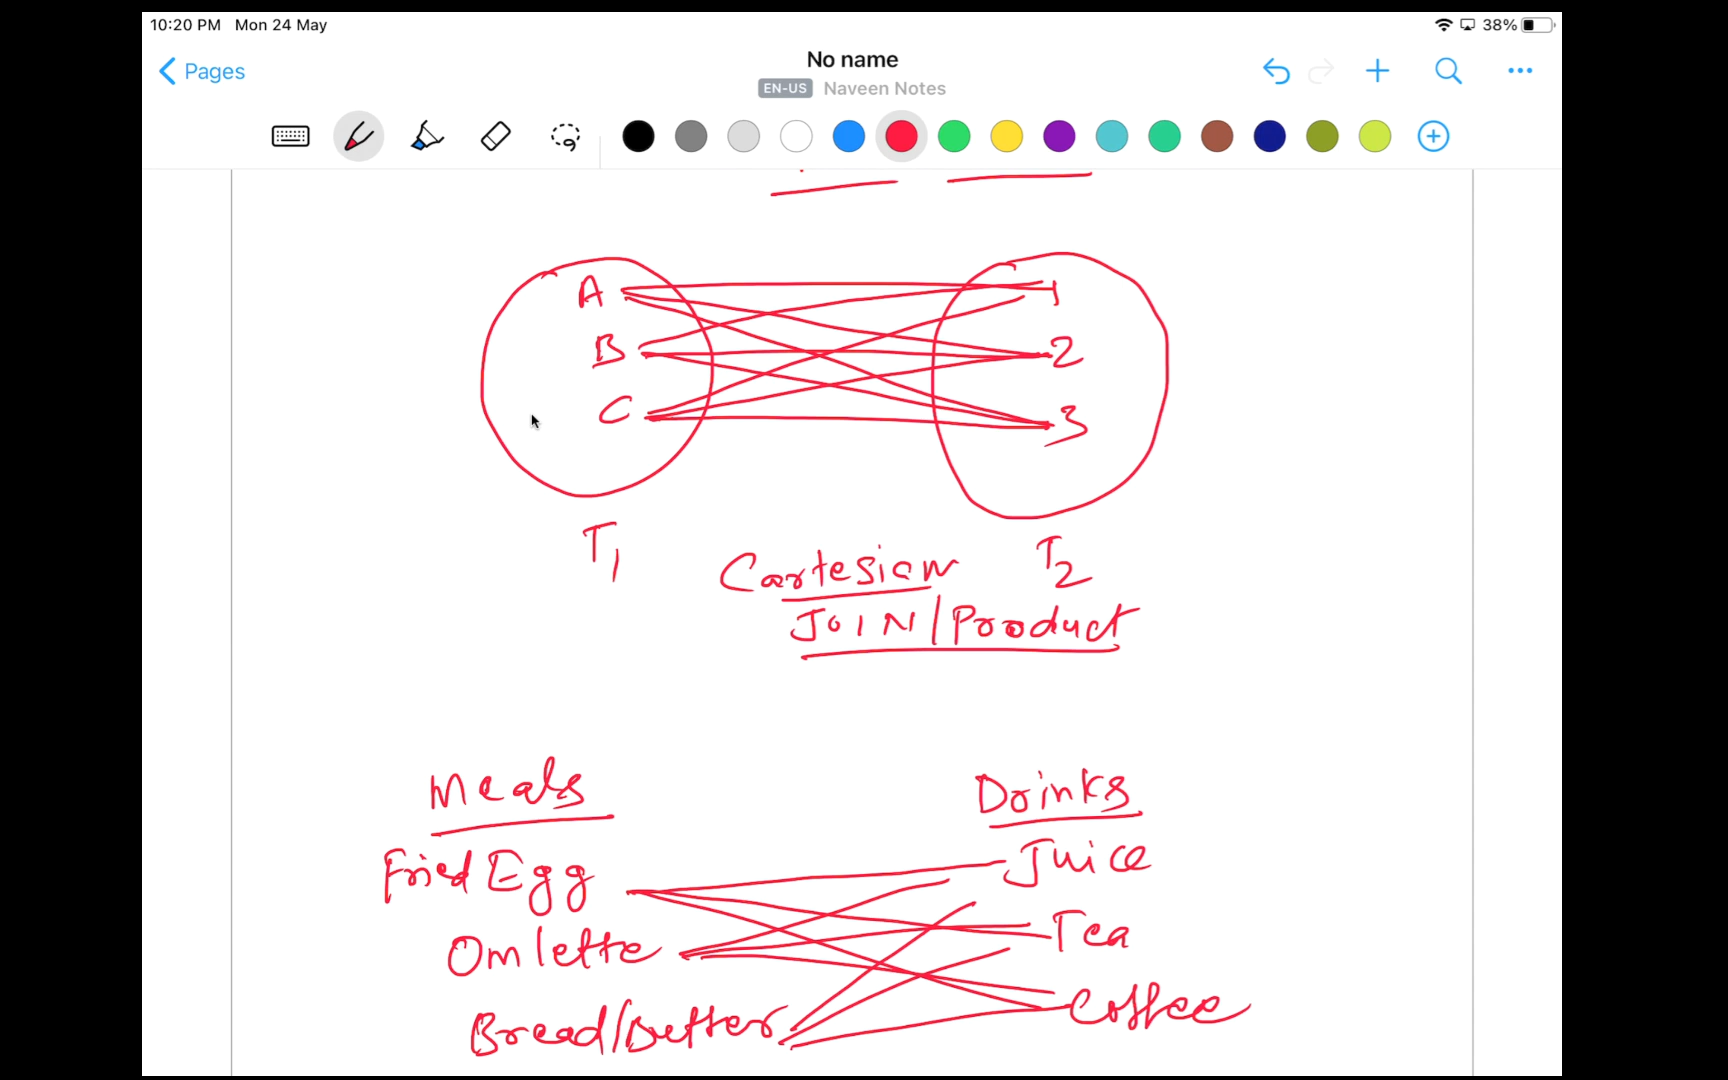 10:20 PM Mon 24 May
38%
Pages
No name
EN-US Naveen Notes
A 1
B 2
C 3
T1 T2
Cartesian
JOIN/Product
Meals Drinks
Fried Egg Juice
Omlette Tea
Bread/Butter Coffee